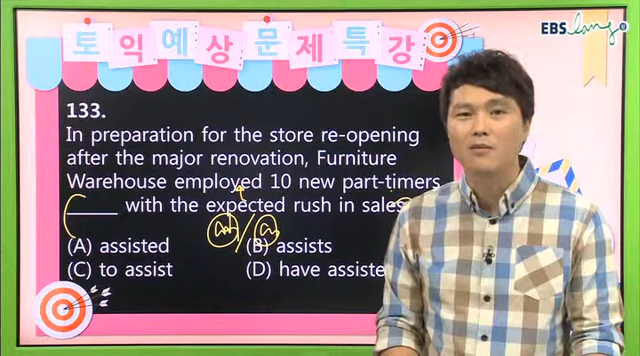 토익예상문제특강
EBS lang
133.
In preparation for the store re-opening
after the major renovation, Furniture
Warehouse employed 10 new part-timers
with the expected rush in sales
(A) assisted (B) assists
(C) to assist (D) have assiste